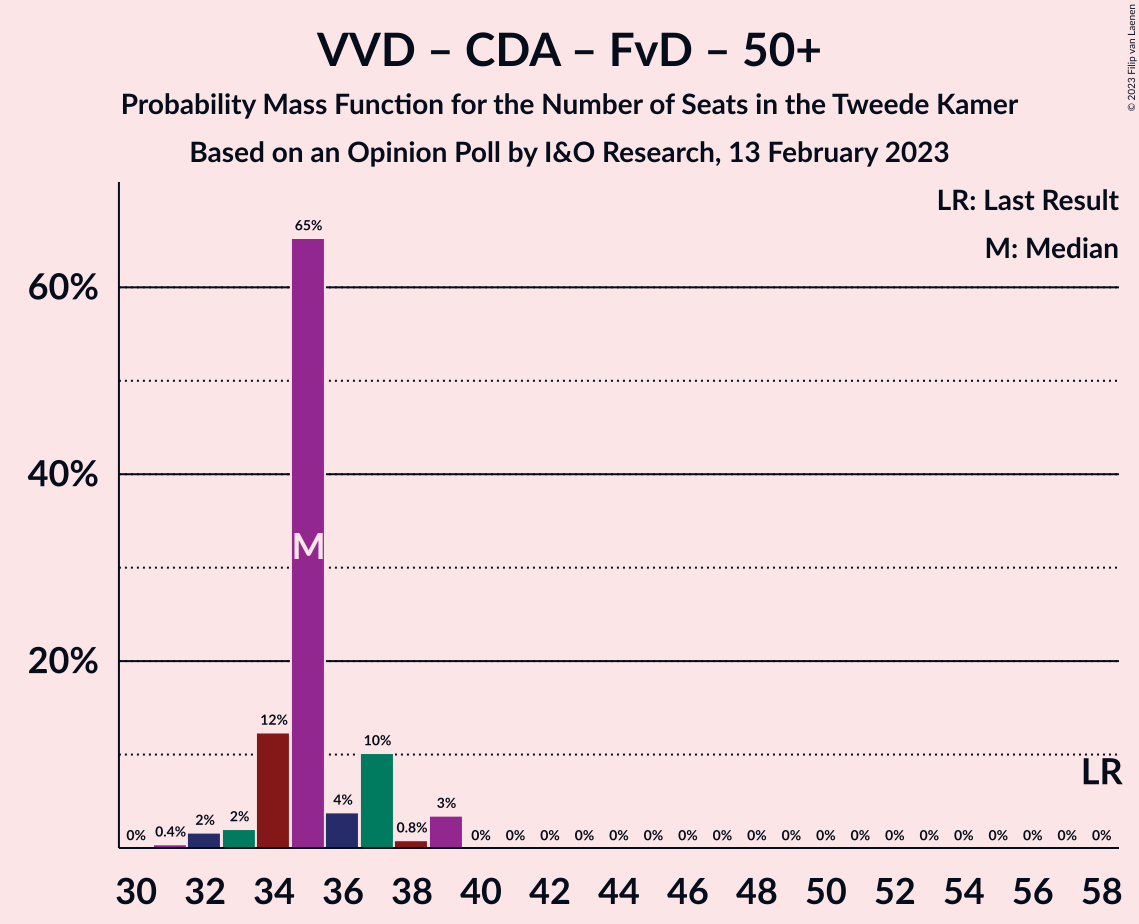 VVD – CDA – FvD – 50+
Probability Mass Function for the Number of Seats in the Tweede Kamer
Based on an Opinion Poll by I&O Research, 13 February 2023
© 2023 Filip van Laenen
LR: Last Result
M: Median
60%
40%
20%
0% 0.4% 2% 2% 12% 65% 4% 10% 0.8% 3% 0% 0% 0% 0% 0% 0% 0% 0% 0% 0% 0% 0% 0% 0% 0% 0% 0% 0% 0%
M
LR
30 32 34 36 38 40 42 44 46 48 50 52 54 56 58